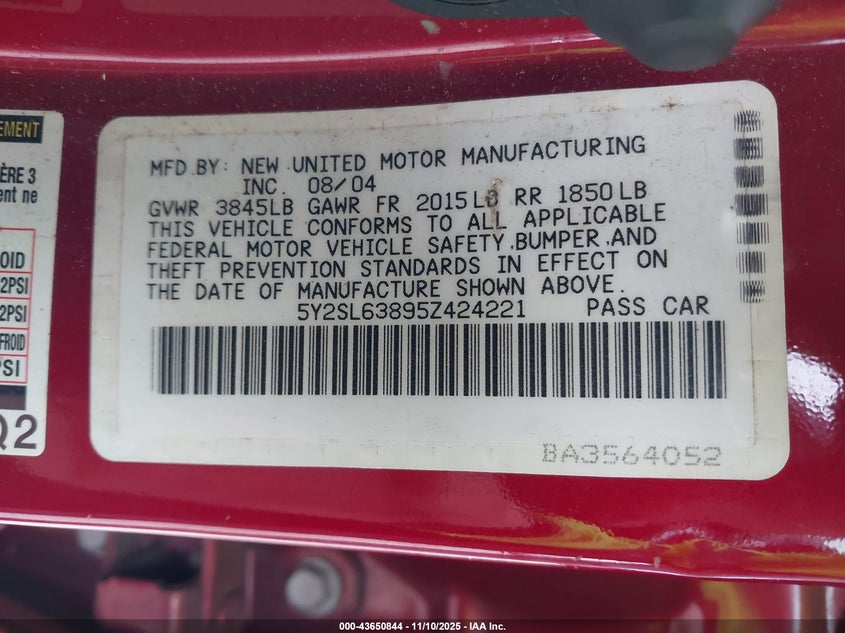 EMENT
ÈRE 3
ent ne
OID
2PSI
2PSI
FROID
PSI
Q2
MFD.BY: NEW UNITED MOTOR MANUFACTURING
INC. 08/04
GVWR 3845LB GAWR FR 2015LB RR 1850LB
THIS VEHICLE CONFORMS TO ALL APPLICABLE
FEDERAL MOTOR VEHICLE SAFETY,BUMPER,AND
THEFT PREVENTION STANDARDS IN EFFECT ON
THE DATE OF MANUFACTURE SHOWN ABOVE.
5Y2SL63895Z424221 PASS CAR
BA3564052
000-43650844 - 11/10/2025 - IAA Inc.